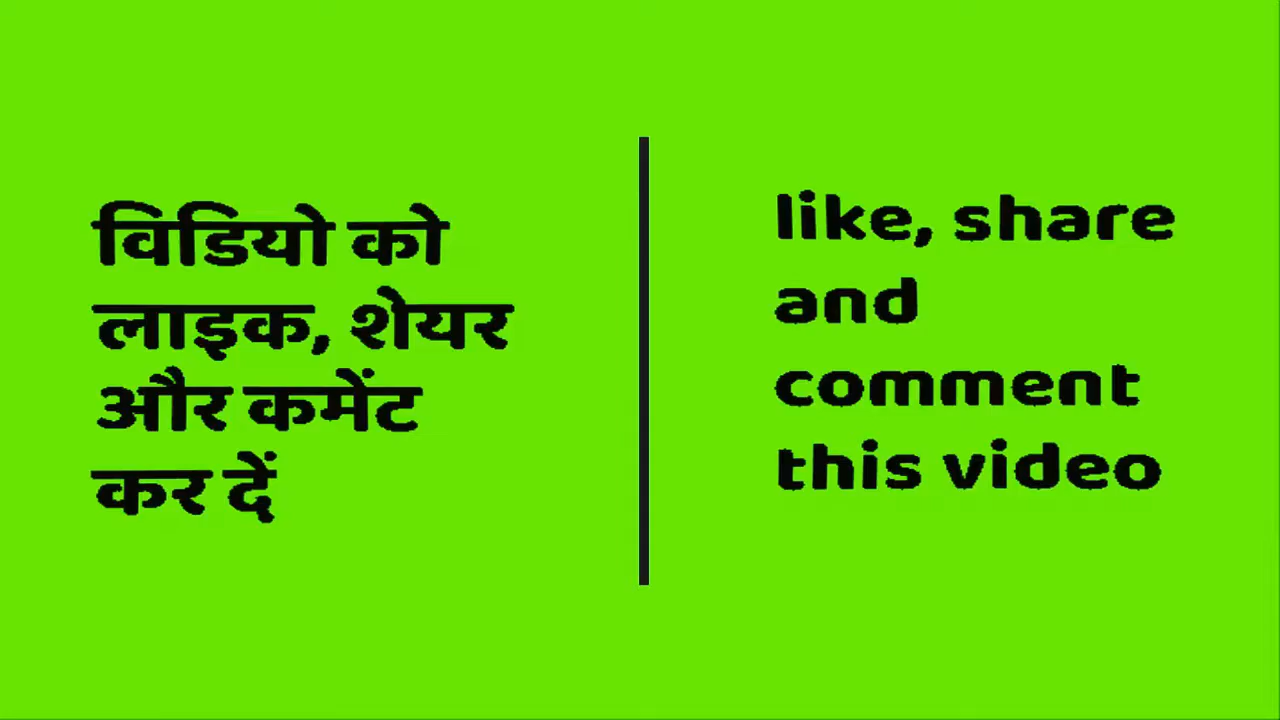 विडियो को
लाइक, शेयर
और कमेंट
कर दें
like, share
and
comment
this video